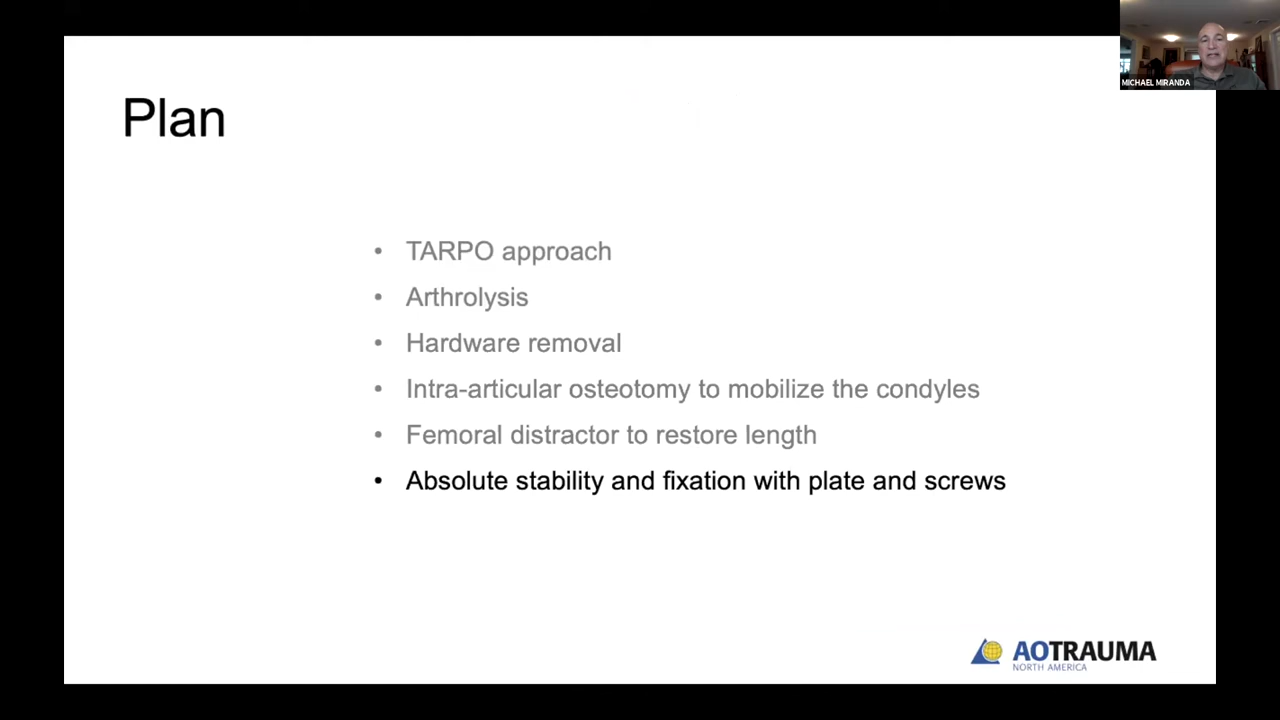 MICHAEL MIRANDA
Plan
• TARPO approach
• Arthrolysis
• Hardware removal
• Intra-articular osteotomy to mobilize the condyles
• Femoral distractor to restore length
• Absolute stability and fixation with plate and screws
AOTRAUMA
NORTH AMERICA